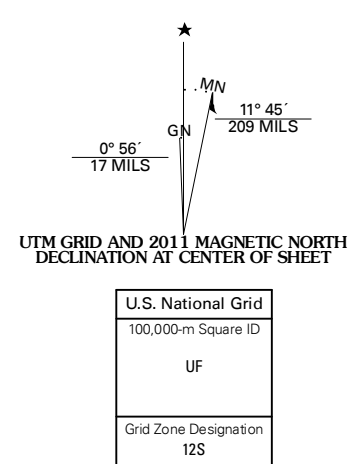 MN
11° 45´
209 MILS
GN
0° 56´
17 MILS
UTM GRID AND 2011 MAGNETIC NORTH
DECLINATION AT CENTER OF SHEET
U.S. National Grid
100,000-m Square ID
UF
Grid Zone Designation
12S